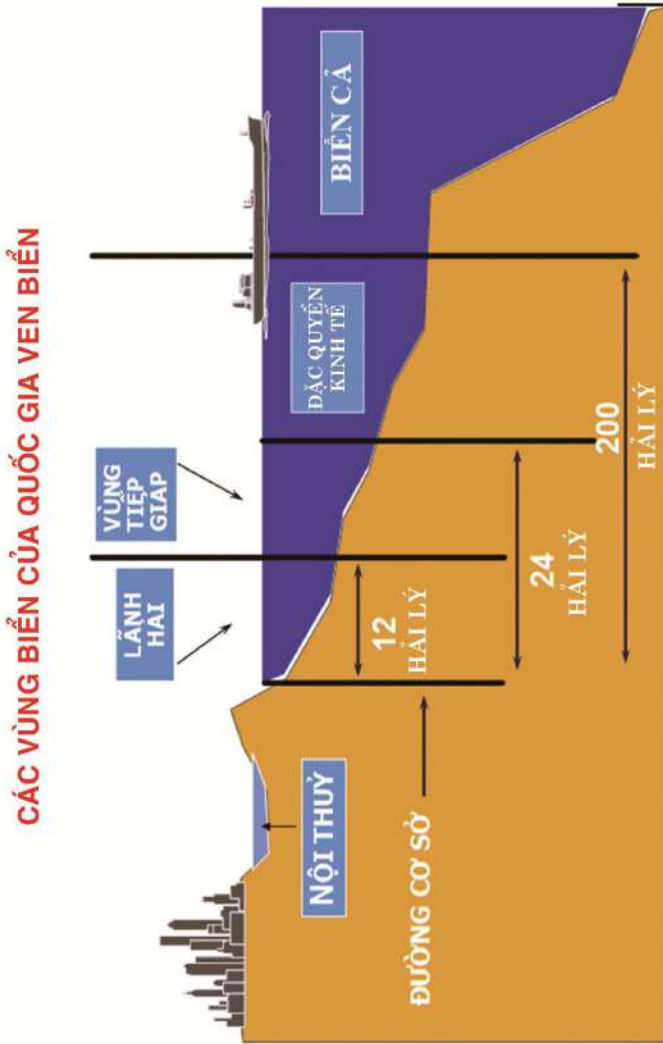 CÁC VÙNG BIỂN CỦA QUỐC GIA VEN BIỂN
LÃNH
HẢI
VÙNG
TIẾP
GIÁP
ĐẶC QUYỀN
KINH TẾ
BIỂN CẢ
NỘI THUỶ
ĐƯỜNG CƠ SỞ
12
HẢI LÝ
24
HẢI LÝ
200
HẢI LÝ